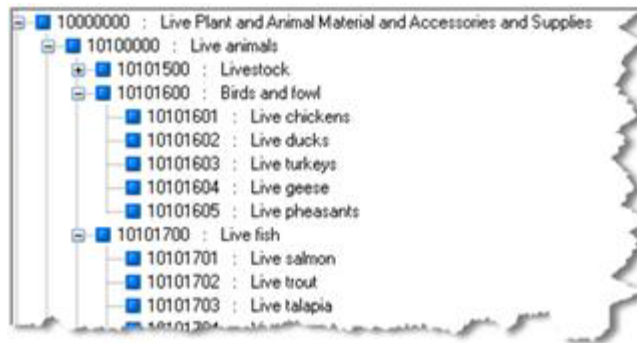 10000000 : Live Plant and Animal Material and Accessories and Supplies
10100000 : Live animals
10101500 : Livestock
10101600 : Birds and fowl
10101601 : Live chickens
10101602 : Live ducks
10101603 : Live turkeys
10101604 : Live geese
10101605 : Live pheasants
10101700 : Live fish
10101701 : Live salmon
10101702 : Live trout
10101703 : Live talapia